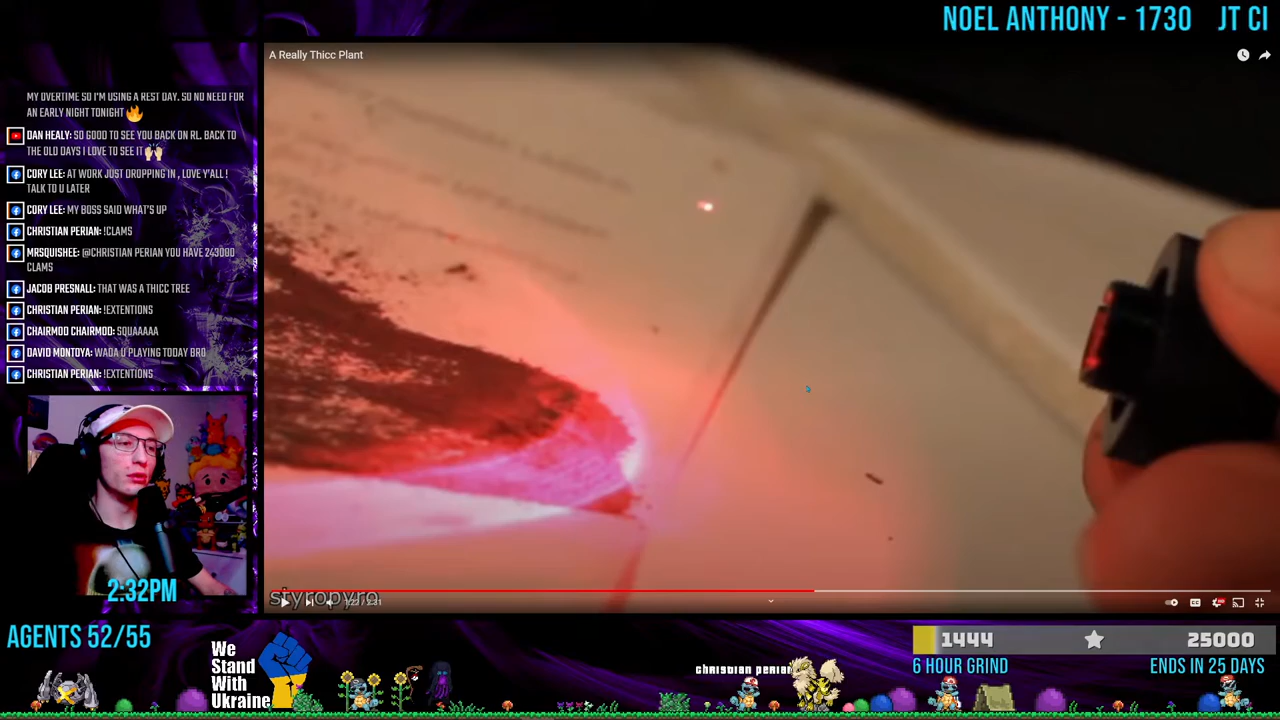 NOEL ANTHONY - 1730 JT CI
A Really Thicc Plant
MY OVERTIME SO I'M USING A REST DAY. SO NO NEED FOR
AN EARLY NIGHT TONIGHT
DAN HEALY: SO GOOD TO SEE YOU BACK ON RL. BACK TO
THE OLD DAYS I LOVE TO SEE IT
CORY LEE: AT WORK JUST DROPPING IN , LOVE Y'ALL !
TALK TO U LATER
CORY LEE: MY BOSS SAID WHAT'S UP
CHRISTIAN PERIAN: !CLAMS
MRSQUISHEE: @CHRISTIAN PERIAN YOU HAVE 243000
CLAMS
JACOB PRESNALL: THAT WAS A THICC TREE
CHRISTIAN PERIAN: !EXTENTIONS
CHAIRMOD CHAIRMOD: SQUAAAAA
DAVID MONTOYA: WADA U PLAYING TODAY BRO
CHRISTIAN PERIAN: !EXTENTIONS
2:32PM
styropyro
AGENTS 52/55
We
Stand
With
Ukraine
christian perian
1444 25000
6 HOUR GRIND ENDS IN 25 DAYS